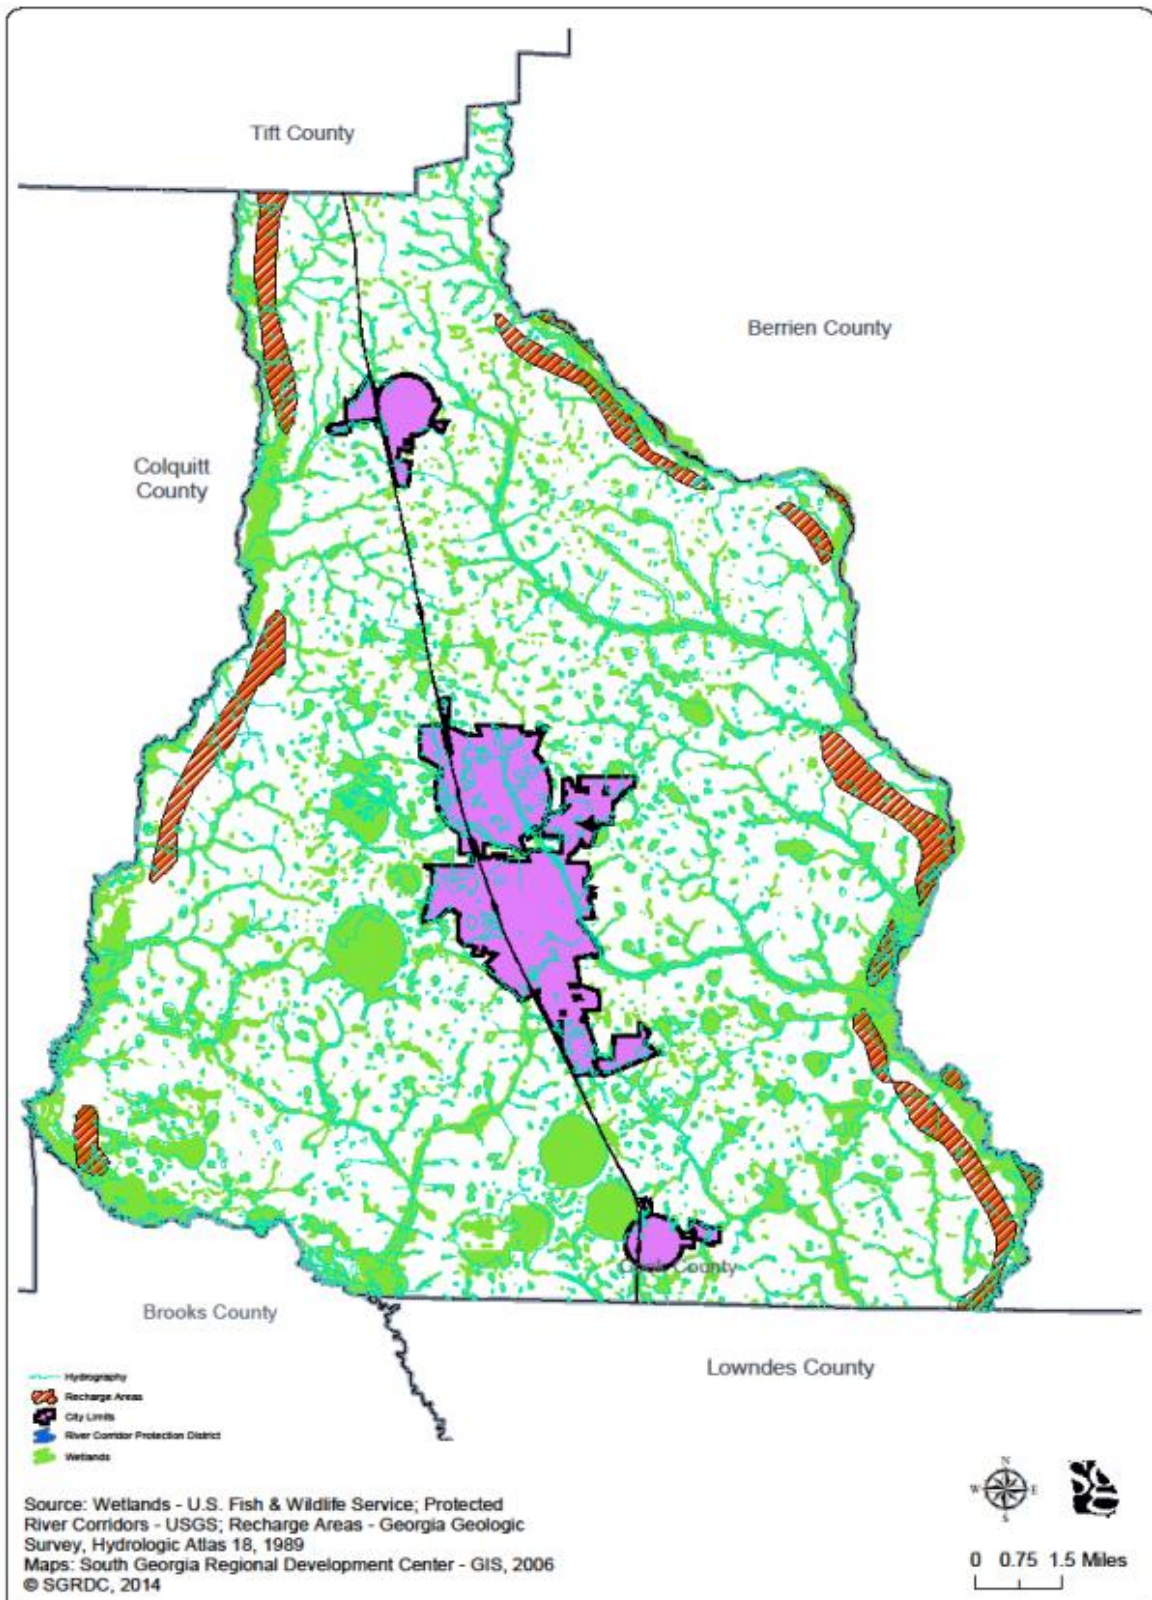 Tift County
Berrien County
Colquitt
County
Cook County
Brooks County
Lowndes County
Hydrography
Recharge Areas
City Limits
River Corridor Protection District
Wetlands
N
W E
S
Source: Wetlands - U.S. Fish & Wildlife Service; Protected
River Corridors - USGS; Recharge Areas - Georgia Geologic
Survey, Hydrologic Atlas 18, 1989
Maps: South Georgia Regional Development Center - GIS, 2006
© SGRDC, 2014
0 0.75 1.5 Miles